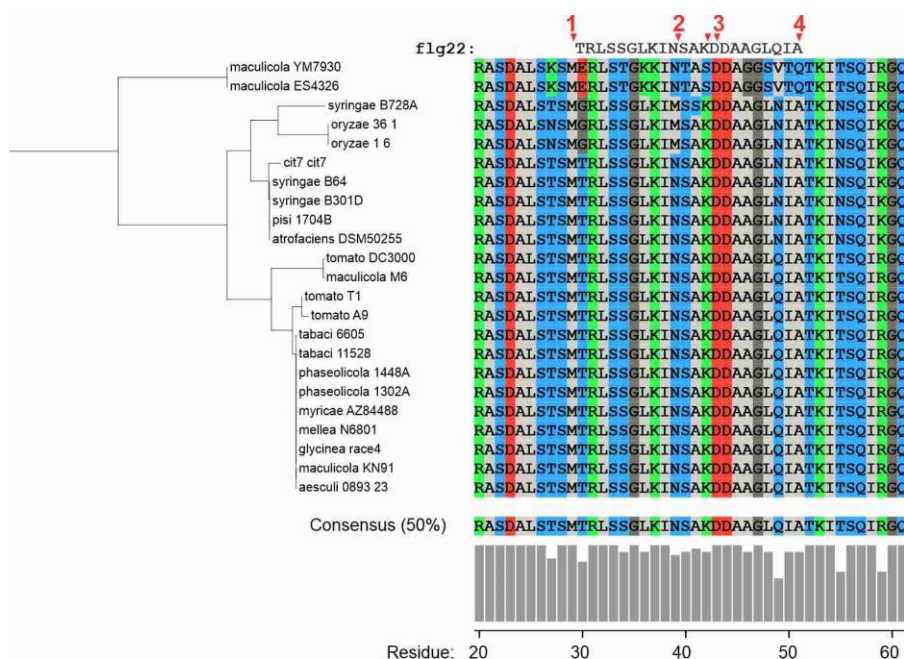 1 2 3 4
flg22: TRLSSGLKINSAKDDAAGLQIA
maculicola YM7930 RASDALSKSMERLSTGKKINTASDDAGGSVTQTKITSQIRGQ
maculicola ES4326 RASDALSKSMERLSTGKKINTASDDAGGSVTQTKITSQIRGQ
syringae B728A RASDALSTSMGRLSSGLKIMSSKDDAAGLNIATKINSQIKGQ
oryzae 36 1 RASDALSNSMGRLSSGLKIMSAKDDAAGLNIATKINSQIKGQ
oryzae 1 6 RASDALSNSMGRLSSGLKIMSAKDDAAGLNIATKINSQIKGQ
cit7 cit7 RASDALSTSMTRLSSGLKINSAKDDAAGLNIATKINSQIKGQ
syringae B64 RASDALSTSMTRLSSGLKINSAKDDAAGLNIATKINSQIKGQ
syringae B301D RASDALSTSMTRLSSGLKINSAKDDAAGLNIATKINSQIKGQ
pisi 1704B RASDALSTSMTRLSSGLKINSAKDDAAGLNIATKINSQIKGQ
atrofaciens DSM50255 RASDALSTSMTRLSSGLKINSAKDDAAGLNIATKINSQIKGQ
tomato DC3000 RASDALSTSMTRLSSGLKINSAKDDAAGLQIATKITSQIRGQ
maculicola M6 RASDALSTSMTRLSSGLKINSAKDDAAGLQIATKITSQIRGQ
tomato T1 RASDALSTSMTRLSSGLKINSAKDDAAGLQIATKITSQIRGQ
tomato A9 RASDALSTSMTRLSSGLKINSAKDDAAGLQIATKITSQIRGQ
tabaci 6605 RASDALSTSMTRLSSGLKINSAKDDAAGLQIATKITSQIRGQ
tabaci 11528 RASDALSTSMTRLSSGLKINSAKDDAAGLQIATKITSQIRGQ
phaseolicola 1448A RASDALSTSMTRLSSGLKINSAKDDAAGLQIATKITSQIRGQ
phaseolicola 1302A RASDALSTSMTRLSSGLKINSAKDDAAGLQIATKITSQIRGQ
myricae AZ84488 RASDALSTSMTRLSSGLKINSAKDDAAGLQIATKITSQIRGQ
mellea N6801 RASDALSTSMTRLSSGLKINSAKDDAAGLQIATKITSQIRGQ
glycinea race4 RASDALSTSMTRLSSGLKINSAKDDAAGLQIATKITSQIRGQ
maculicola KN91 RASDALSTSMTRLSSGLKINSAKDDAAGLQIATKITSQIRGQ
aesculi 0893 23 RASDALSTSMTRLSSGLKINSAKDDAAGLQIATKITSQIRGQ
Consensus (50%) RASDALSTSMTRLSSGLKINSAKDDAAGLQIATKITSQIRGQ
Residue: 20 30 40 50 60